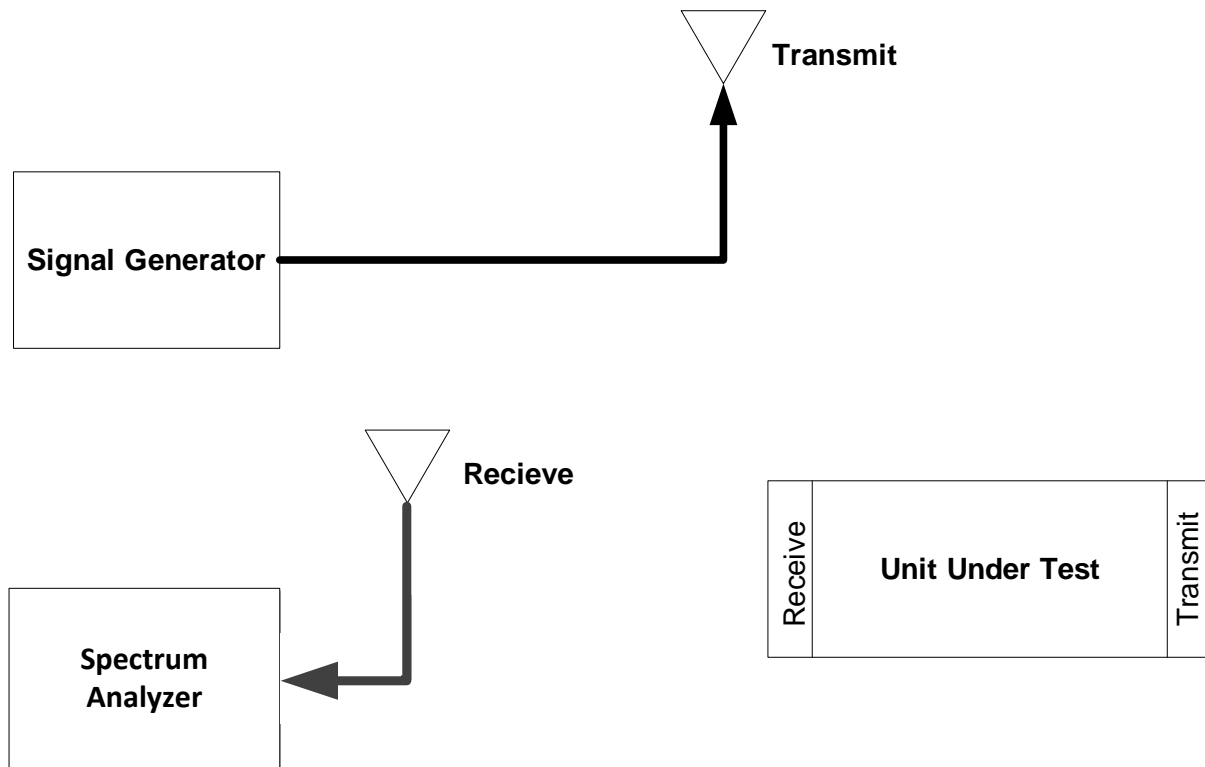 Transmit
Signal Generator
Recieve
Receive
Unit Under Test
Transmit
Spectrum
Analyzer